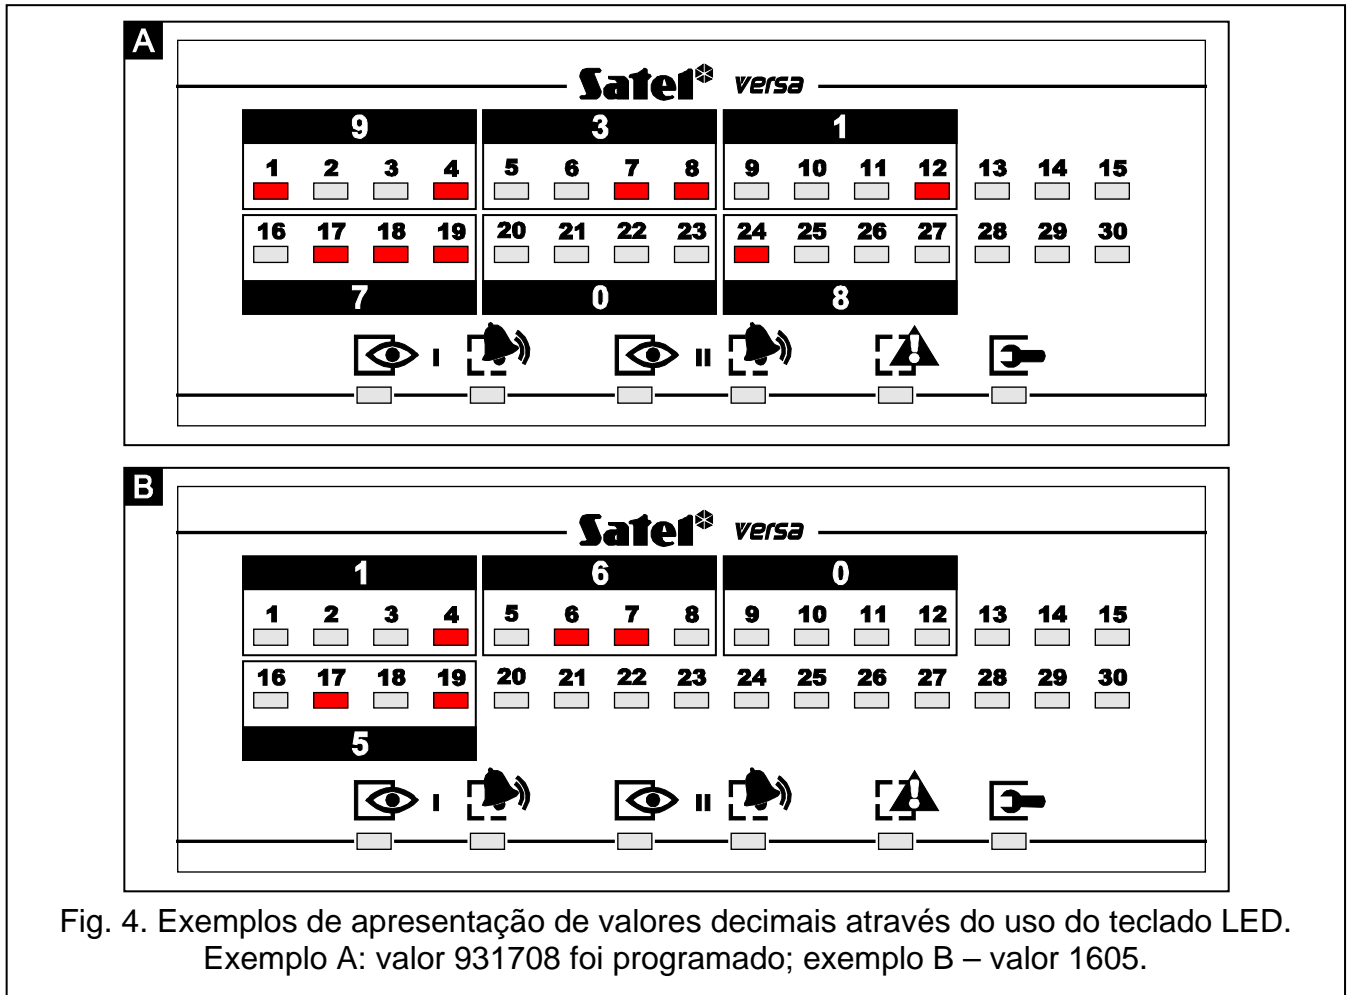 A
Satel versa
9 3 1
1 2 3 4 5 6 7 8 9 10 11 12 13 14 15
16 17 18 19 20 21 22 23 24 25 26 27 28 29 30
7 0 8
I II
B
Satel versa
1 6 0
1 2 3 4 5 6 7 8 9 10 11 12 13 14 15
16 17 18 19 20 21 22 23 24 25 26 27 28 29 30
5
I II
Fig. 4. Exemplos de apresentação de valores decimais através do uso do teclado LED.
Exemplo A: valor 931708 foi programado; exemplo B – valor 1605.